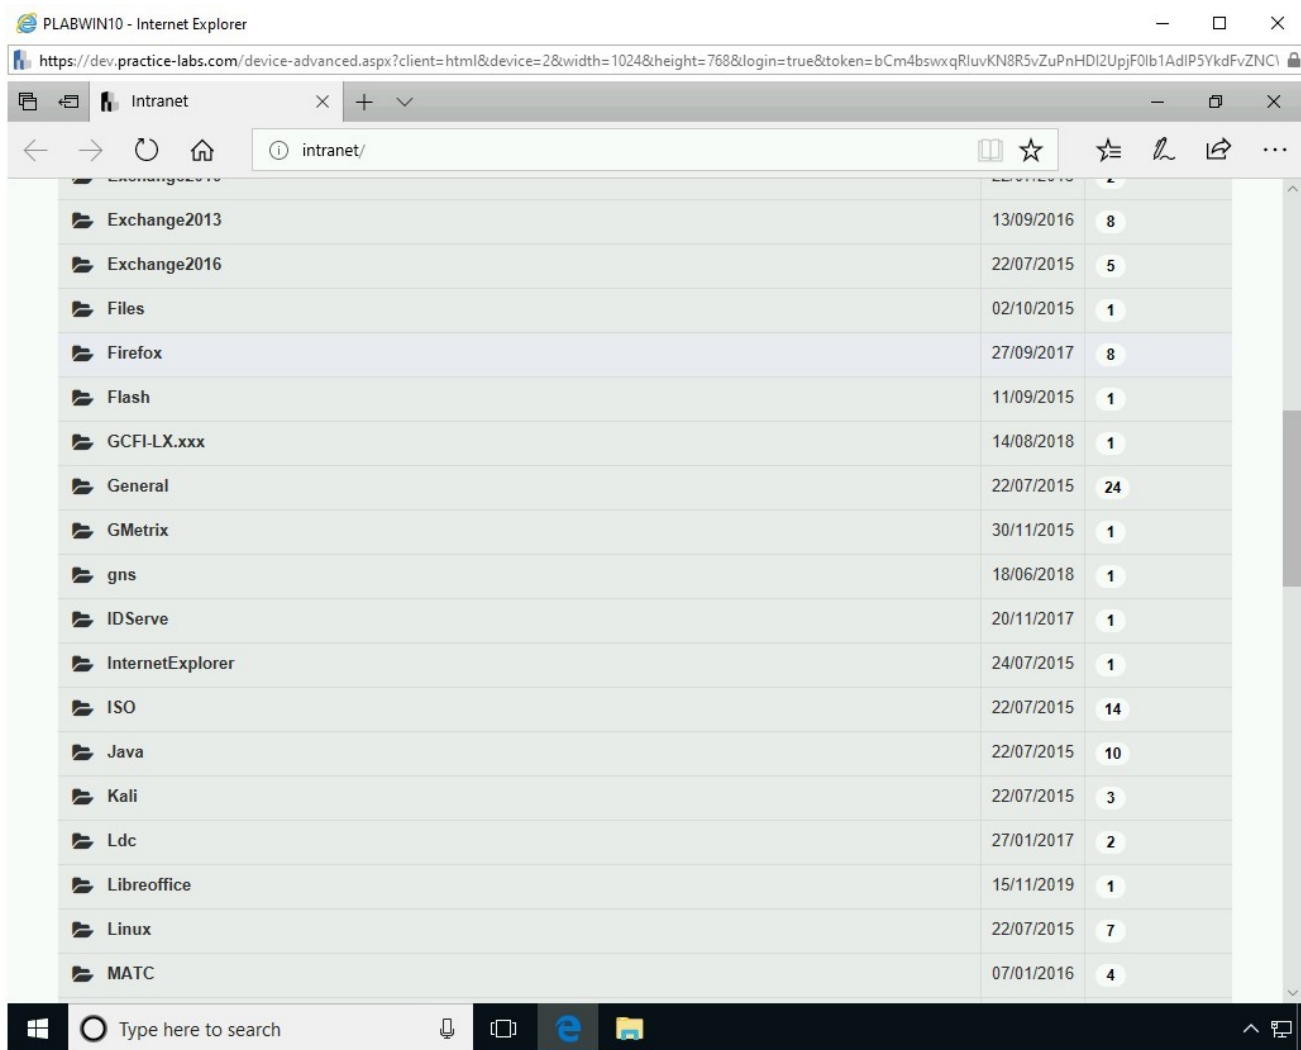 PLABWIN10 - Internet Explorer
https://dev.practice-labs.com/device-advanced.aspx?client=html&device=2&width=1024&height=768&login=true&token=
Intranet
intranet/
Exchange2013 13/09/2016 8
Exchange2016 22/07/2015 5
Files 02/10/2015 1
Firefox 27/09/2017 8
Flash 11/09/2015 1
GCFI-LX.xxx 14/08/2018 1
General 22/07/2015 24
GMetrix 30/11/2015 1
gns 18/06/2018 1
IDServe 20/11/2017 1
InternetExplorer 24/07/2015 1
ISO 22/07/2015 14
Java 22/07/2015 10
Kali 22/07/2015 3
Ldc 27/01/2017 2
Libreoffice 15/11/2019 1
Linux 22/07/2015 7
MATC 07/01/2016 4
Type here to search